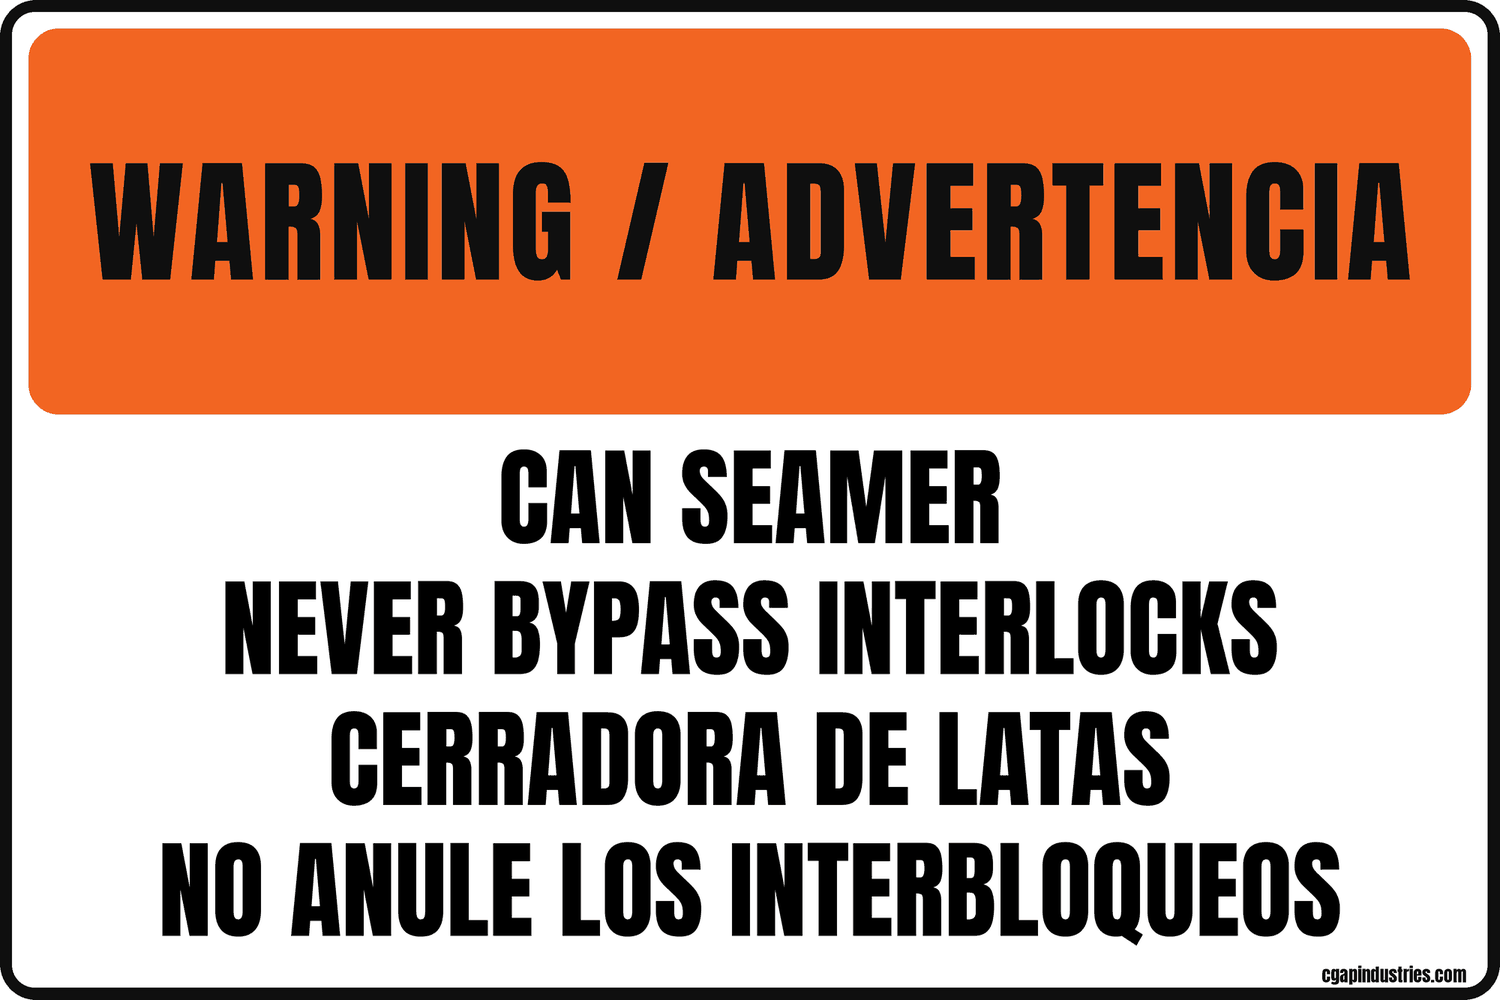 WARNING / ADVERTENCIA
CAN SEAMER
NEVER BYPASS INTERLOCKS
CERRADORA DE LATAS
NO ANULE LOS INTERBLOQUEOS
cgapindustries.com